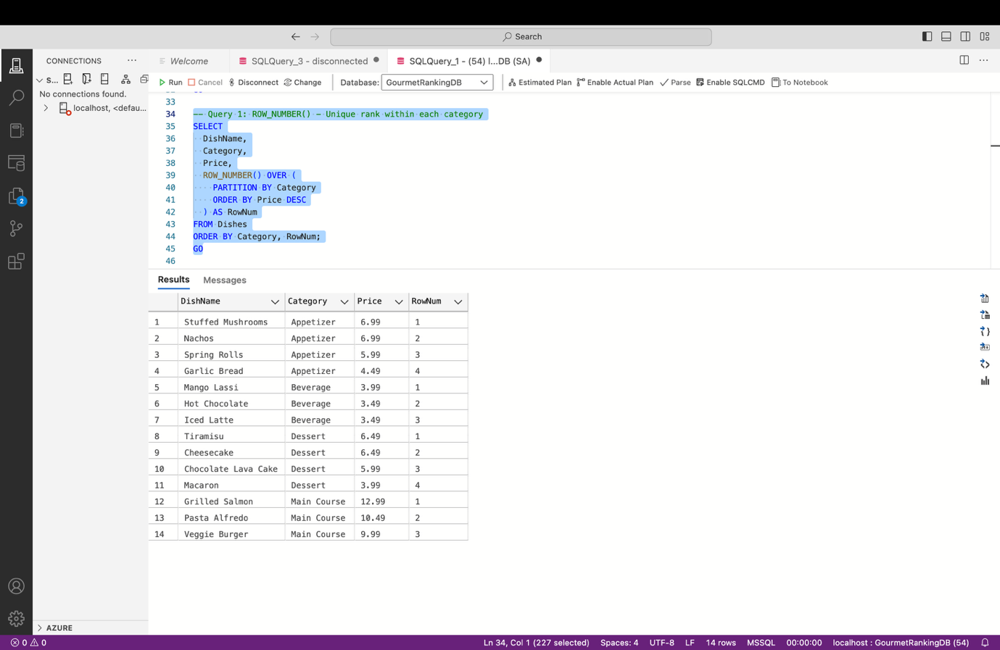 Search
CONNECTIONS ···
Welcome
SQLQuery_3 - disconnected
SQLQuery_1 - (54) l...DB (SA)
S...
Run Cancel Disconnect Change Database: GourmetRankingDB Estimated Plan Enable Actual Plan Parse Enable SQLCMD To Notebook
No connections found.
localhost, <defau...
2
33
34 -- Query 1: ROW_NUMBER() - Unique rank within each category
35 SELECT
36 DishName,
37 Category,
38 Price,
39 ROW_NUMBER() OVER (
40 PARTITION BY Category
41 ORDER BY Price DESC
42 ) AS RowNum
43 FROM Dishes
44 ORDER BY Category, RowNum;
45 GO
46
Results Messages
DishName Category Price RowNum
1 Stuffed Mushrooms Appetizer 6.99 1
2 Nachos Appetizer 6.99 2
3 Spring Rolls Appetizer 5.99 3
4 Garlic Bread Appetizer 4.49 4
5 Mango Lassi Beverage 3.99 1
6 Hot Chocolate Beverage 3.49 2
7 Iced Latte Beverage 3.49 3
8 Tiramisu Dessert 6.49 1
9 Cheesecake Dessert 6.49 2
10 Chocolate Lava Cake Dessert 5.99 3
11 Macaron Dessert 3.99 4
12 Grilled Salmon Main Course 12.99 1
13 Pasta Alfredo Main Course 10.49 2
14 Veggie Burger Main Course 9.99 3
AZURE
0 0 Ln 34, Col 1 (227 selected) Spaces: 4 UTF-8 LF 14 rows MSSQL 00:00:00 localhost : GourmetRankingDB (54)